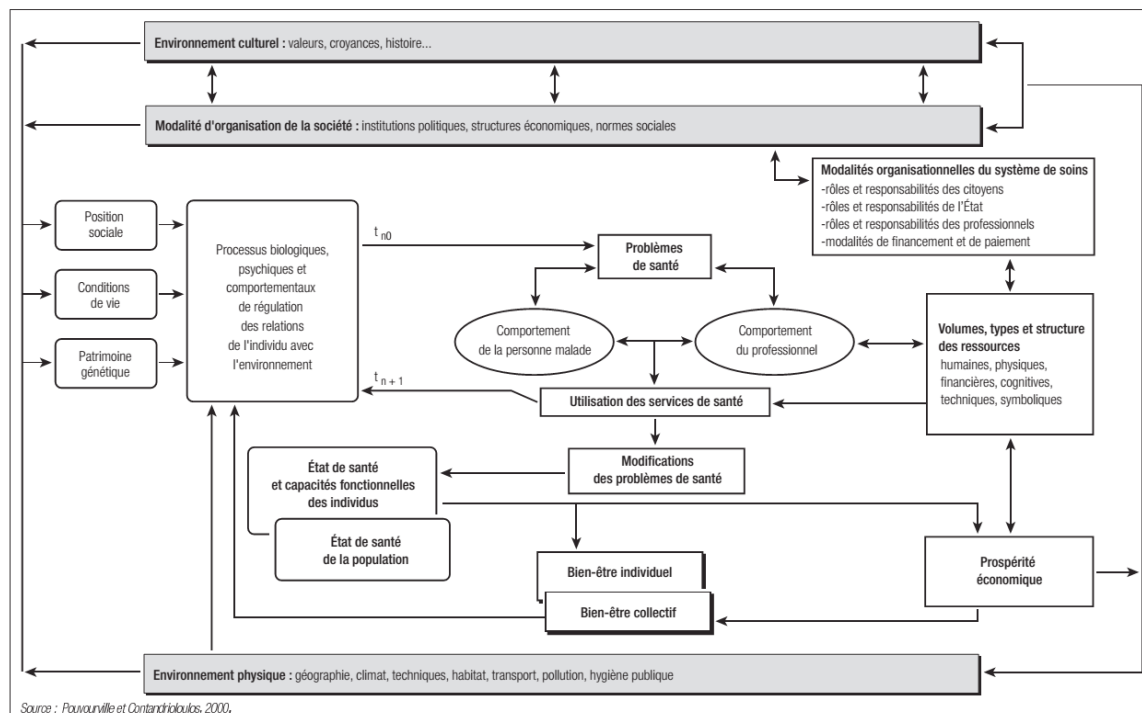 Environnement culturel : valeurs, croyances, histoire...
Modalité d'organisation de la société : institutions politiques, structures économiques, normes sociales
Modalités organisationnelles du système de soins
-rôles et responsabilités des citoyens
-rôles et responsabilités de l'État
-rôles et responsabilités des professionnels
-modalités de financement et de paiement
Position
sociale
Conditions
de vie
Patrimoine
génétique
Processus biologiques,
psychiques et
comportementaux
de régulation
des relations
de l'individu avec
l'environnement
t n0
Problèmes
de santé
Comportement
de la personne malade
Comportement
du professionnel
Volumes, types et structure
des ressources
humaines, physiques,
financières, cognitives,
techniques, symboliques
t n + 1
Utilisation des services de santé
Modifications
des problèmes de santé
État de santé
et capacités fonctionnelles
des individus
État de santé
de la population
Bien-être individuel
Bien-être collectif
Prospérité
économique
Environnement physique : géographie, climat, techniques, habitat, transport, pollution, hygiène publique
Source : Pouvourville et Contandrioloulos, 2000.